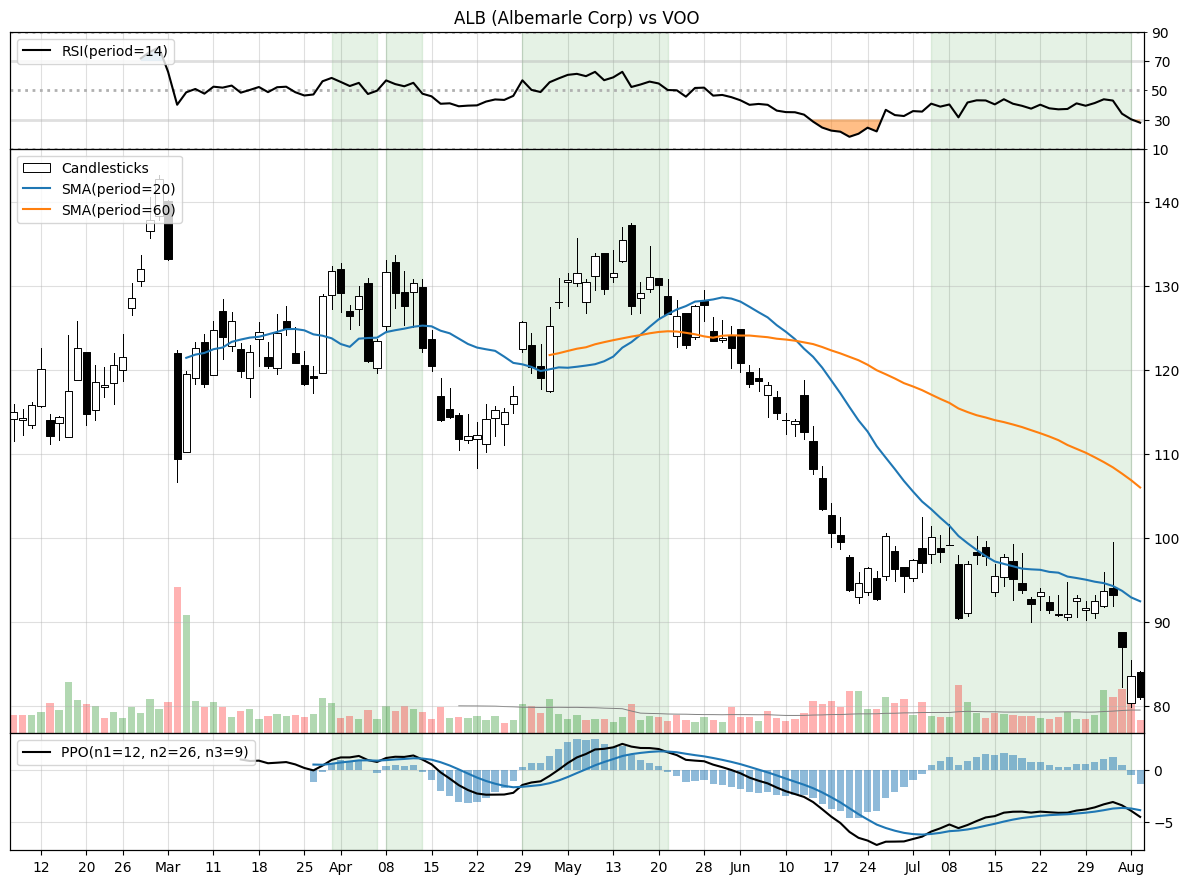 ALB (Albemarle Corp) vs VOO
RSI(period=14)
90
70
50
30
10
Candlesticks
SMA(period=20)
SMA(period=60)
140
130
120
110
100
90
80
PPO(n1=12, n2=26, n3=9)
0
−5
12 20 26 Mar 11 18 25 Apr 08 15 22 29 May 13 20 28 Jun 10 17 24 Jul 08 15 22 29 Aug